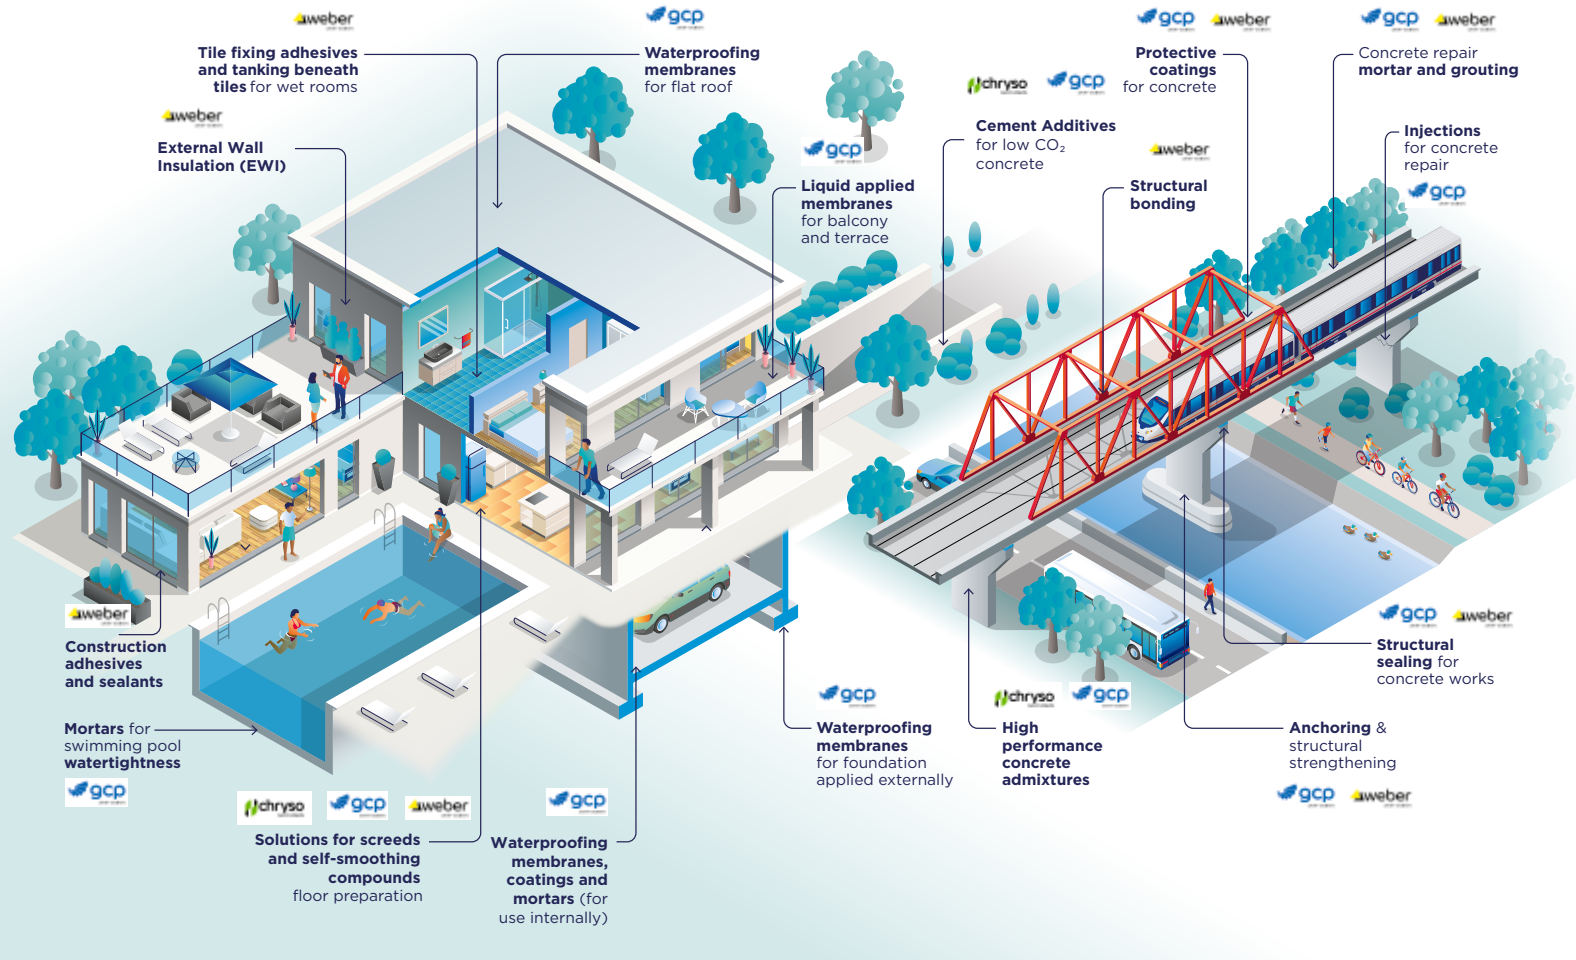 weber
Tile fixing adhesives
and tanking beneath
tiles for wet rooms
gcp
Waterproofing
membranes
for flat roof
weber
External Wall
Insulation (EWI)
gcp
Liquid applied
membranes
for balcony
and terrace
chryso gcp
Cement Additives
for low CO₂
concrete
gcp weber
Protective
coatings
for concrete
weber
Structural
bonding
gcp weber
Concrete repair
mortar and grouting
Injections
for concrete
repair
gcp
weber
Construction
adhesives
and sealants
Mortars for
swimming pool
watertightness
gcp
chryso gcp weber
Solutions for screeds
and self-smoothing
compounds
floor preparation
gcp
Waterproofing
membranes,
coatings and
mortars (for
use internally)
gcp
Waterproofing
membranes
for foundation
applied externally
chryso gcp
High
performance
concrete
admixtures
gcp weber
Structural
sealing for
concrete works
Anchoring &
structural
strengthening
gcp weber